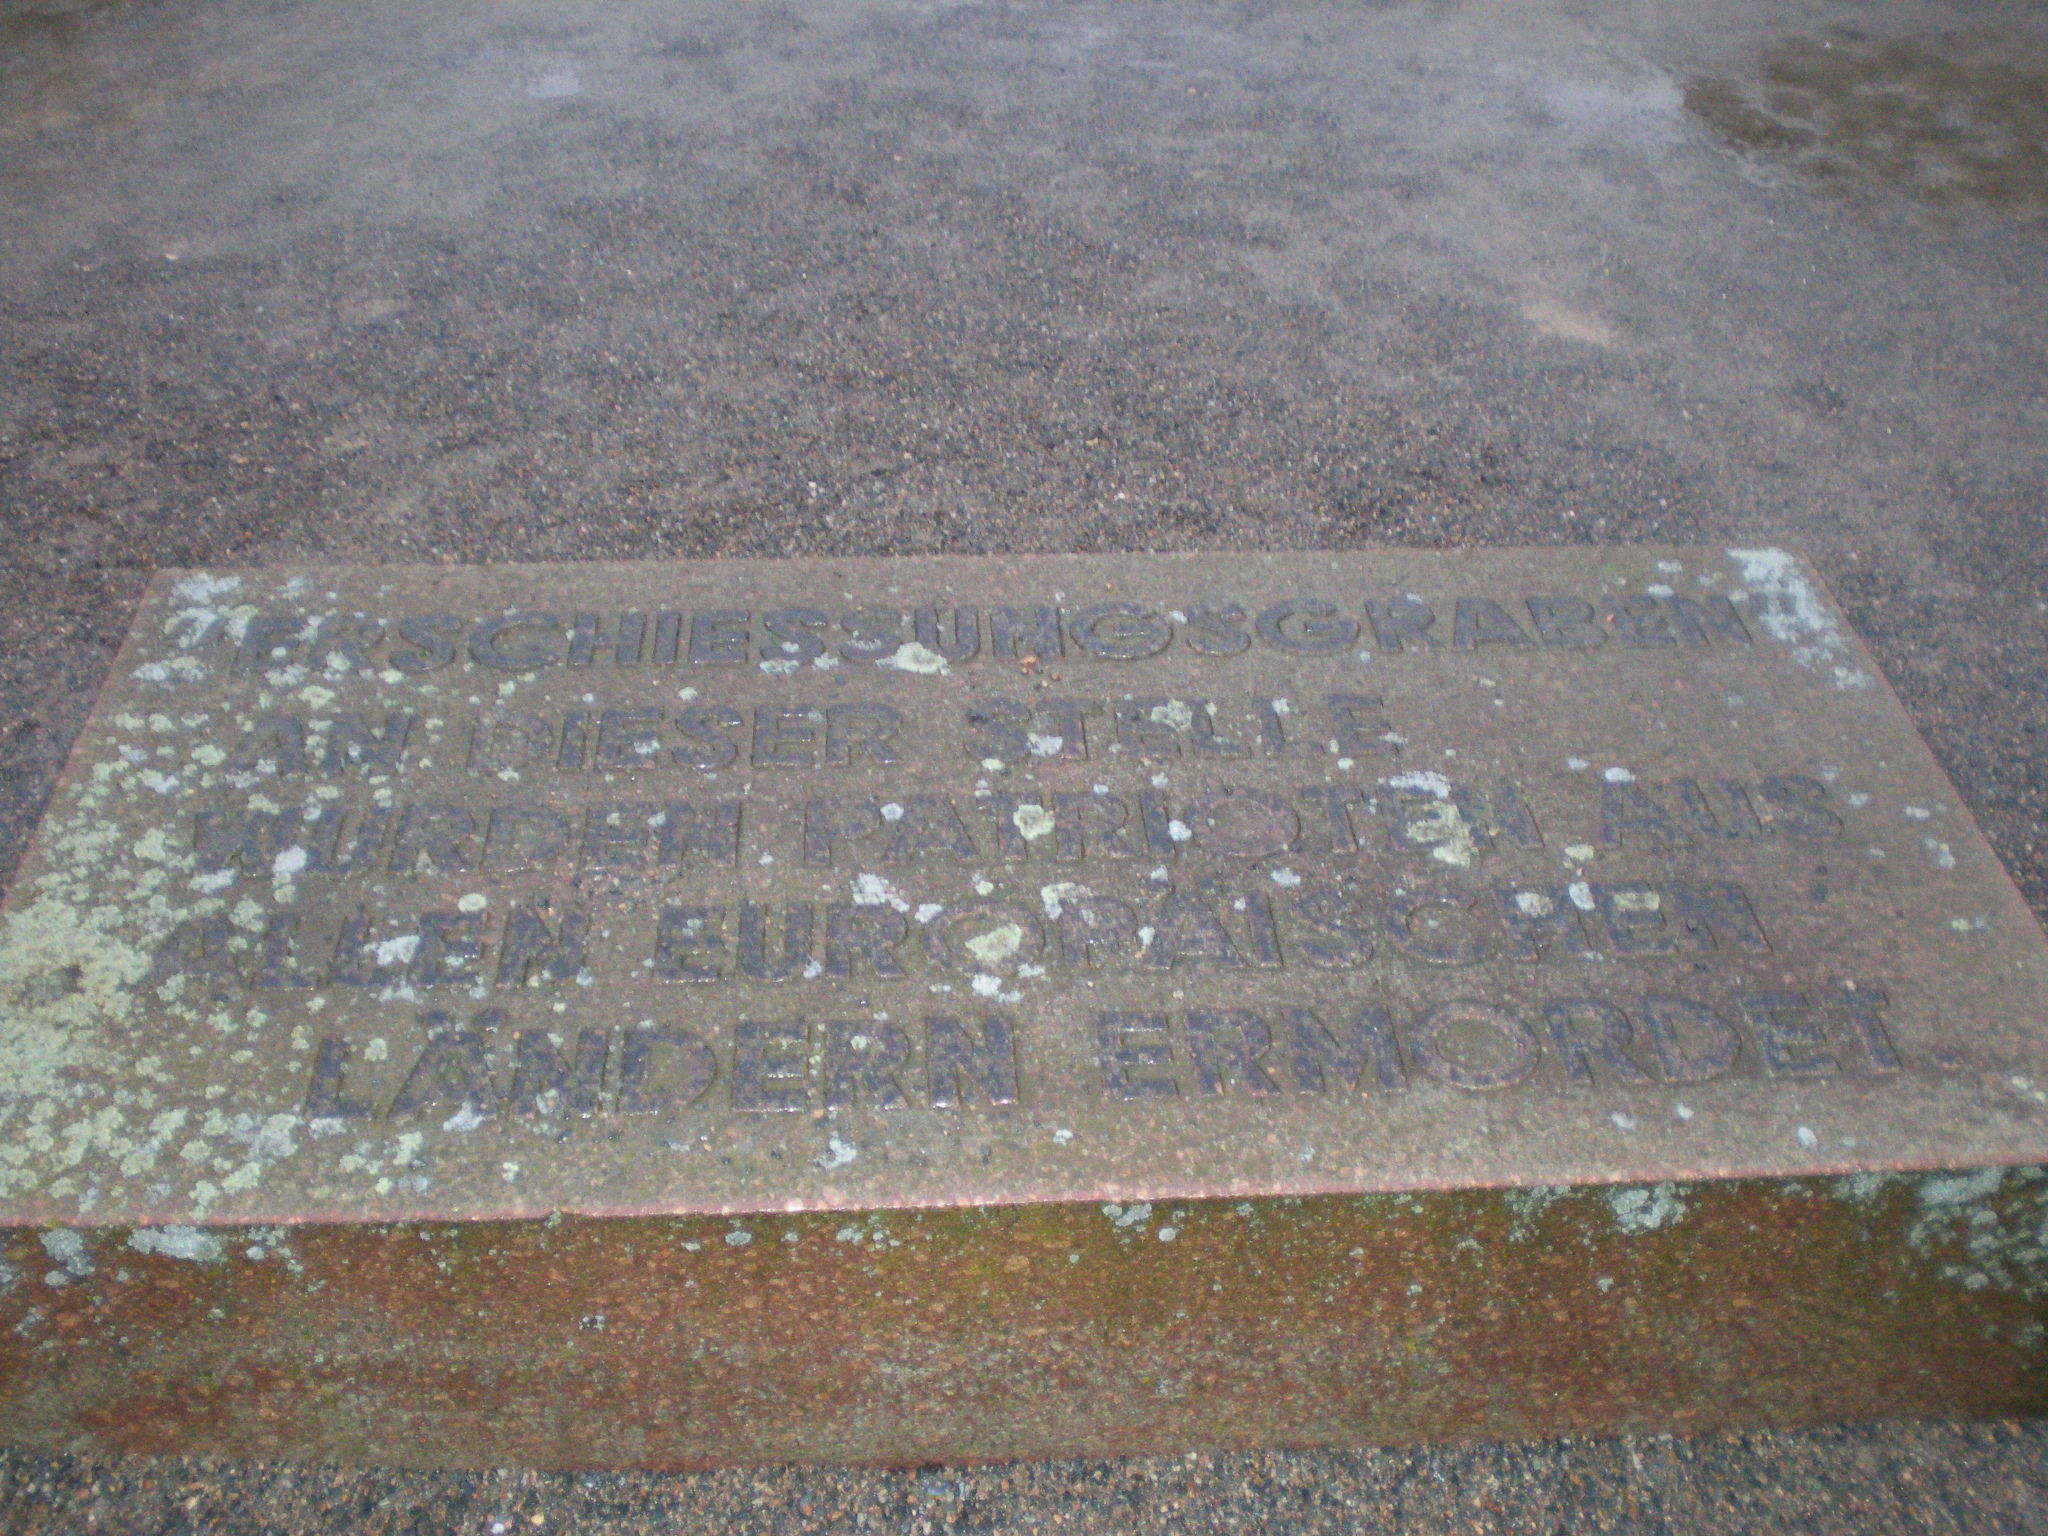 "ERSCHIESSUNGSGRABEN"
AN DIESER STELLE
WURDEN PATRIOTEN AUS
ALLEN EUROPÄISCHEN
LÄNDERN ERMORDET.